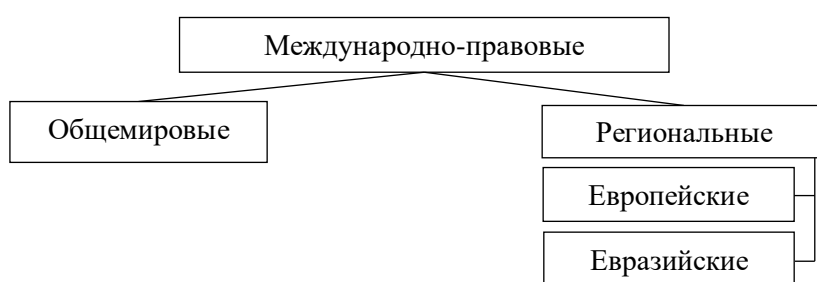 Международно-правовые
Общемировые
Региональные
Европейские
Евразийские